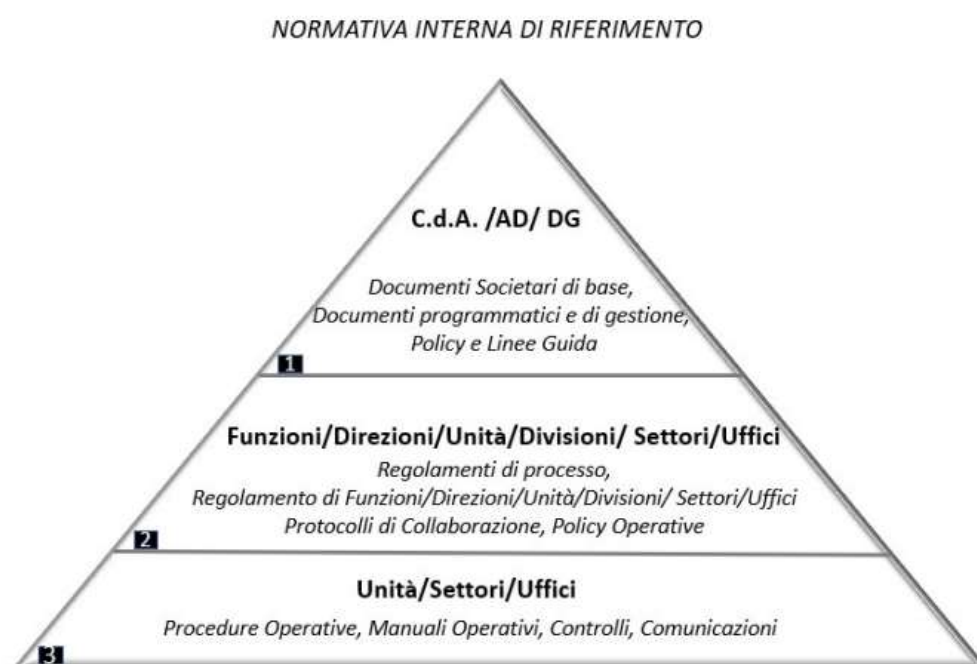 NORMATIVA INTERNA DI RIFERIMENTO
C.d.A. /AD/ DG
Documenti Societari di base,
Documenti programmatici e di gestione,
Policy e Linee Guida
1
Funzioni/Direzioni/Unità/Divisioni/ Settori/Uffici
Regolamenti di processo,
Regolamento di Funzioni/Direzioni/Unità/Divisioni/ Settori/Uffici
Protocolli di Collaborazione, Policy Operative
2
Unità/Settori/Uffici
Procedure Operative, Manuali Operativi, Controlli, Comunicazioni
3